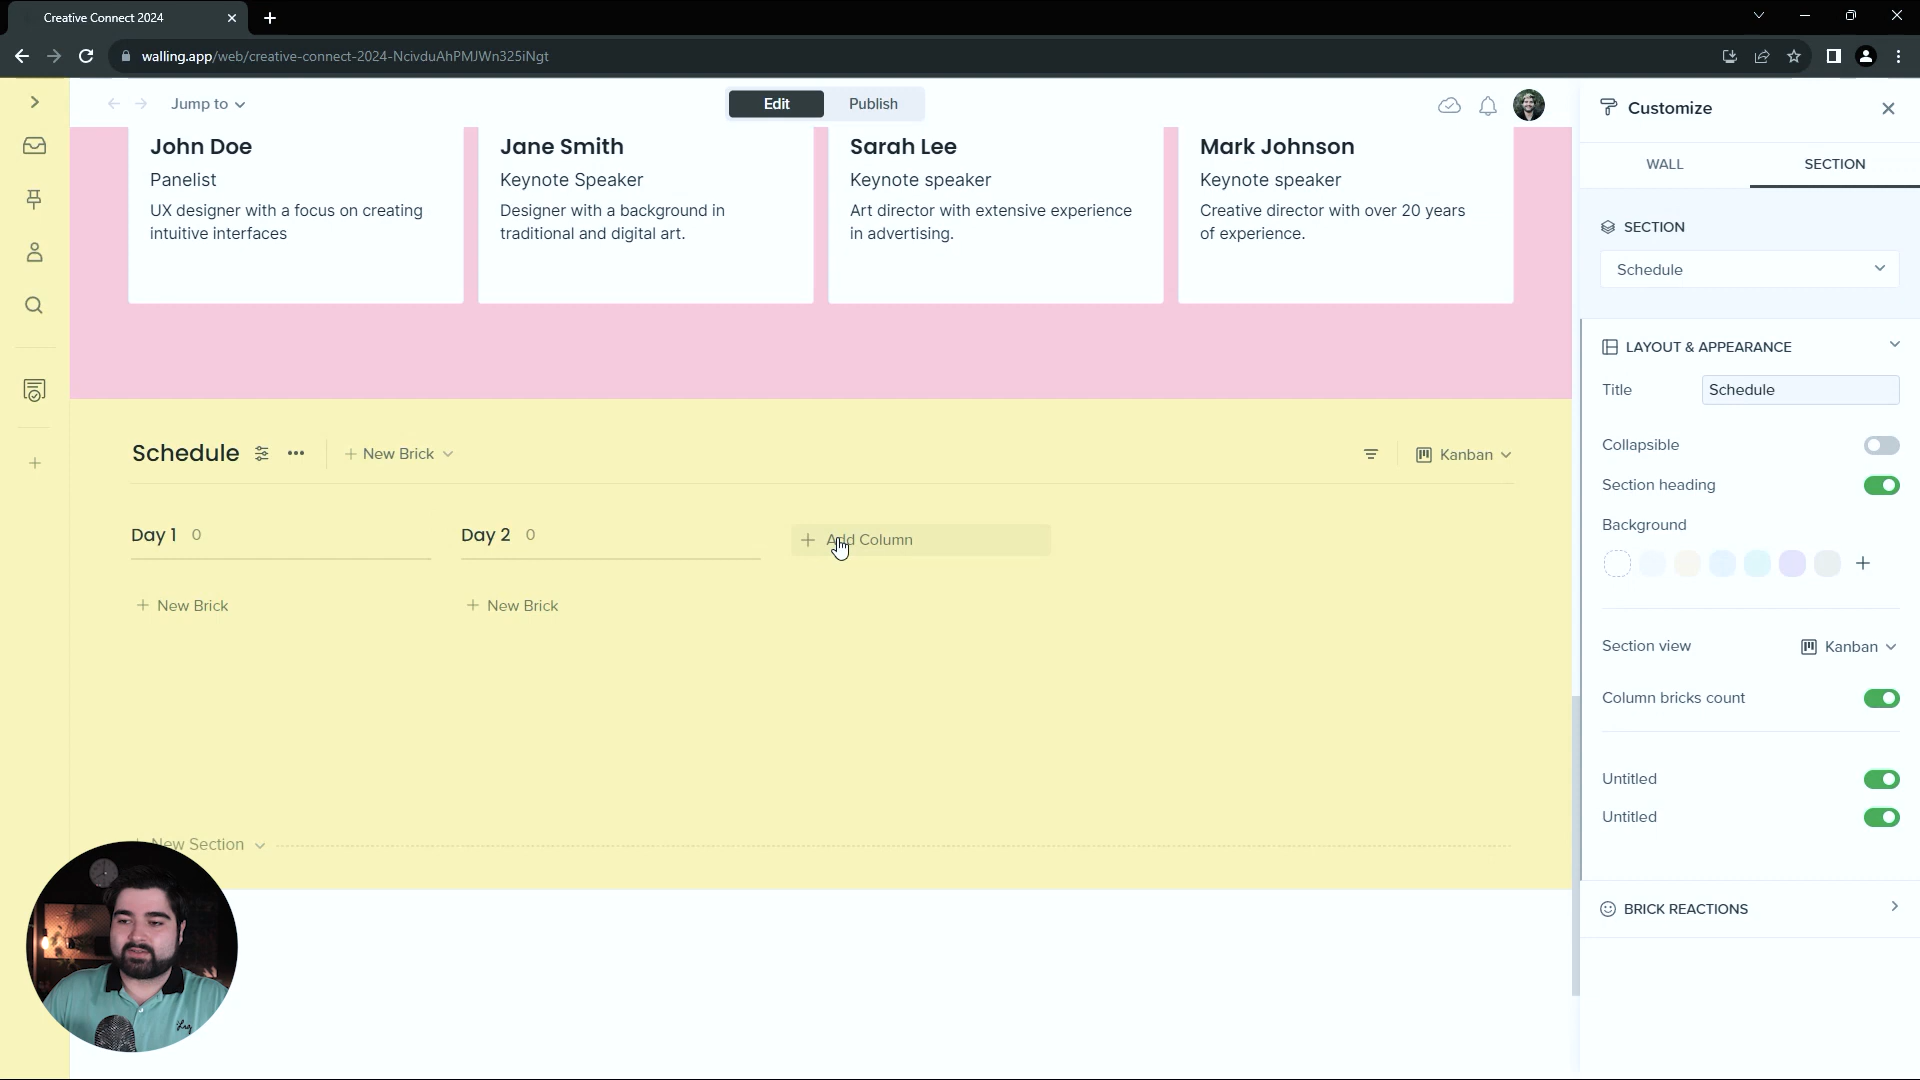 Creative Connect 2024
walling.app/web/creative-connect-2024-NcivduAhPMJWn325iNgt
Jump to
Edit
Publish
John Doe
Panelist
UX designer with a focus on creating
intuitive interfaces
Jane Smith
Keynote Speaker
Designer with a background in
traditional and digital art.
Sarah Lee
Keynote speaker
Art director with extensive experience
in advertising.
Mark Johnson
Keynote speaker
Creative director with over 20 years
of experience.
Schedule
+ New Brick
Kanban
Day 1 0
Day 2 0
+ Add Column
+ New Brick
+ New Brick
+ New Section
Customize
WALL
SECTION
SECTION
Schedule
LAYOUT & APPEARANCE
Title
Schedule
Collapsible
Section heading
Background
Section view
Kanban
Column bricks count
Untitled
Untitled
BRICK REACTIONS